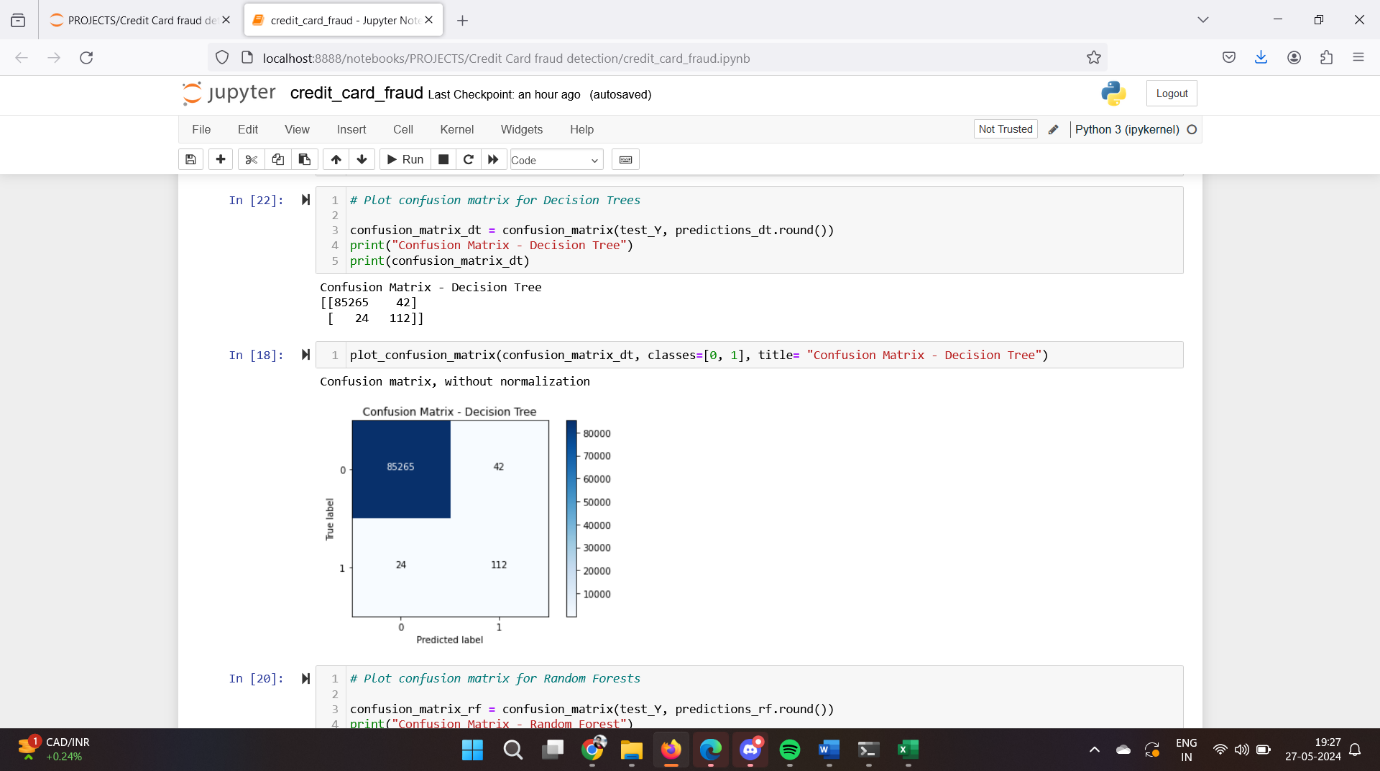 PROJECTS/Credit Card fraud de
credit_card_fraud - Jupyter Note
localhost:8888/notebooks/PROJECTS/Credit Card fraud detection/credit_card_fraud.ipynb
jupyter credit_card_fraud Last Checkpoint: an hour ago (autosaved)
Logout
File Edit View Insert Cell Kernel Widgets Help
Not Trusted
Python 3 (ipykernel)
Run
Code
In [22]:
1 # Plot confusion matrix for Decision Trees
2
3 confusion_matrix_dt = confusion_matrix(test_Y, predictions_dt.round())
4 print("Confusion Matrix - Decision Tree")
5 print(confusion_matrix_dt)
Confusion Matrix - Decision Tree
[[85265 42]
[ 24 112]]
In [18]:
1 plot_confusion_matrix(confusion_matrix_dt, classes=[0, 1], title= "Confusion Matrix - Decision Tree")
Confusion matrix, without normalization
Confusion Matrix - Decision Tree
85265 42
24 112
0
1
True label
0 1
Predicted label
80000
70000
60000
50000
40000
30000
20000
10000
In [20]:
1 # Plot confusion matrix for Random Forests
2
3 confusion_matrix_rf = confusion_matrix(test_Y, predictions_rf.round())
4 print("Confusion Matrix - Random Forest")
1
CAD/INR
+0.24%
ENG
IN
19:27
27-05-2024